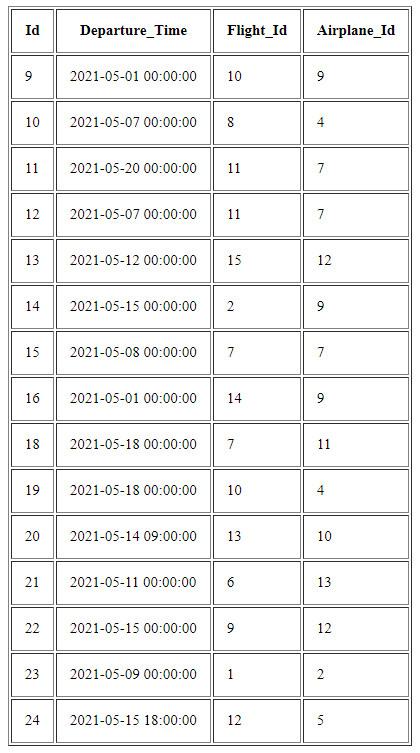 Id Departure_Time Flight_Id Airplane_Id
9 2021-05-01 00:00:00 10 9
10 2021-05-07 00:00:00 8 4
11 2021-05-20 00:00:00 11 7
12 2021-05-07 00:00:00 11 7
13 2021-05-12 00:00:00 15 12
14 2021-05-15 00:00:00 2 9
15 2021-05-08 00:00:00 7 7
16 2021-05-01 00:00:00 14 9
18 2021-05-18 00:00:00 7 11
19 2021-05-18 00:00:00 10 4
20 2021-05-14 09:00:00 13 10
21 2021-05-11 00:00:00 6 13
22 2021-05-15 00:00:00 9 12
23 2021-05-09 00:00:00 1 2
24 2021-05-15 18:00:00 12 5